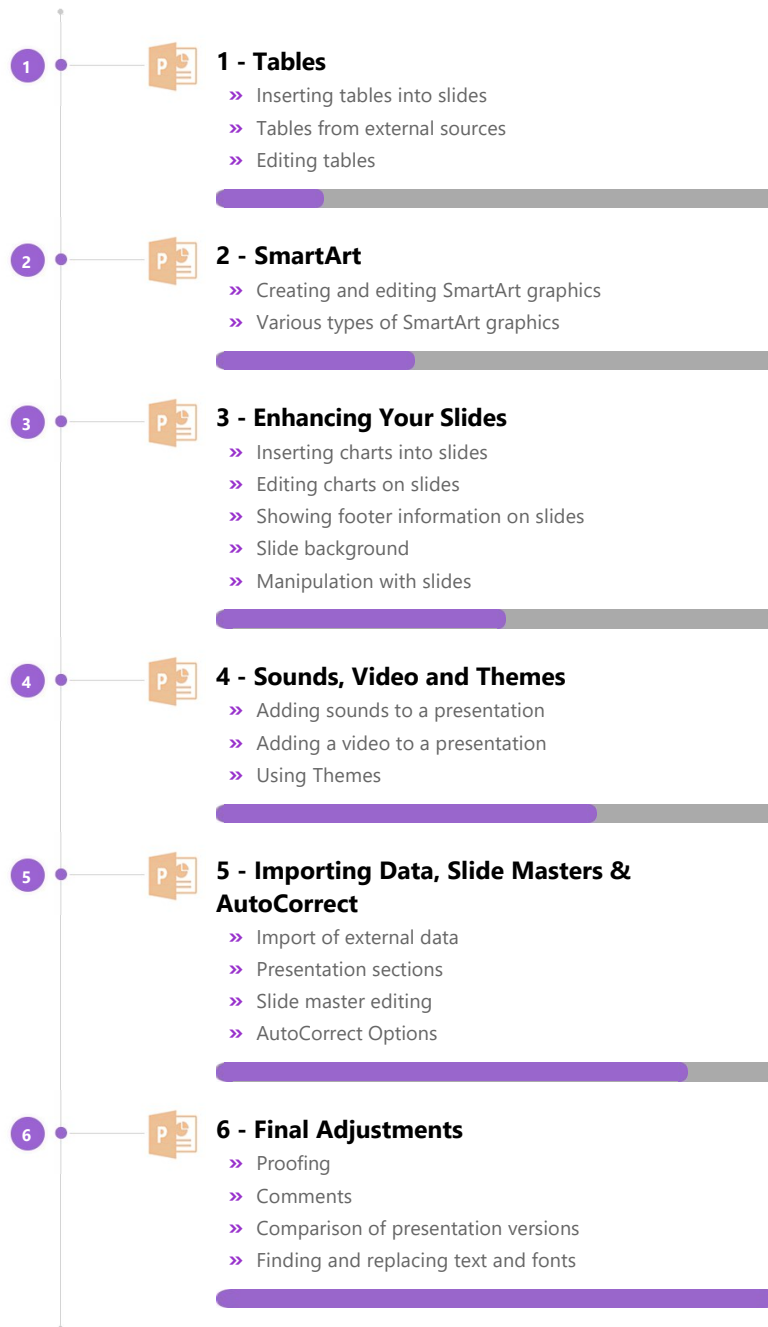 1
P
1 - Tables
» Inserting tables into slides
» Tables from external sources
» Editing tables
2
P
2 - SmartArt
» Creating and editing SmartArt graphics
» Various types of SmartArt graphics
3
P
3 - Enhancing Your Slides
» Inserting charts into slides
» Editing charts on slides
» Showing footer information on slides
» Slide background
» Manipulation with slides
4
P
4 - Sounds, Video and Themes
» Adding sounds to a presentation
» Adding a video to a presentation
» Using Themes
5
P
5 - Importing Data, Slide Masters &
AutoCorrect
» Import of external data
» Presentation sections
» Slide master editing
» AutoCorrect Options
6
P
6 - Final Adjustments
» Proofing
» Comments
» Comparison of presentation versions
» Finding and replacing text and fonts